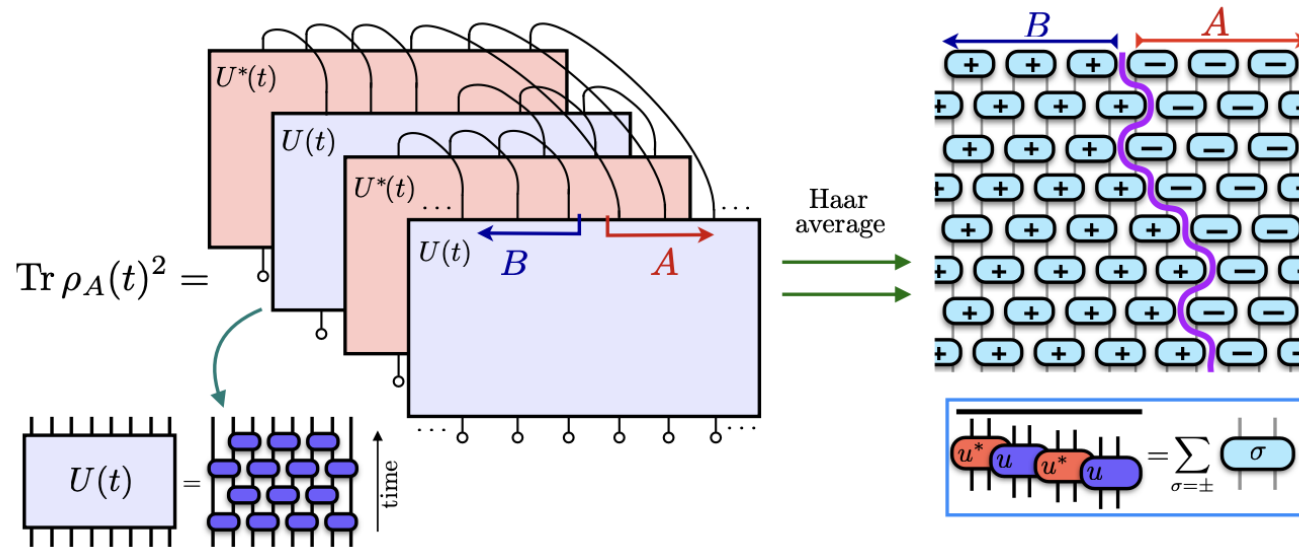 U*(t)
U(t)
U*(t)
U(t)
· · · · · ·
B A
· · · · · ·
Tr ρ_A(t)² =
U(t) =
time
Haar
average
B A
+ + + − − −
+ + + + − − −
+ + + − − −
+ + + + − − −
+ + + + − −
+ + + + + − −
+ + + + − −
+ + + + + − −
u* u u* u = ∑ σ
σ=±